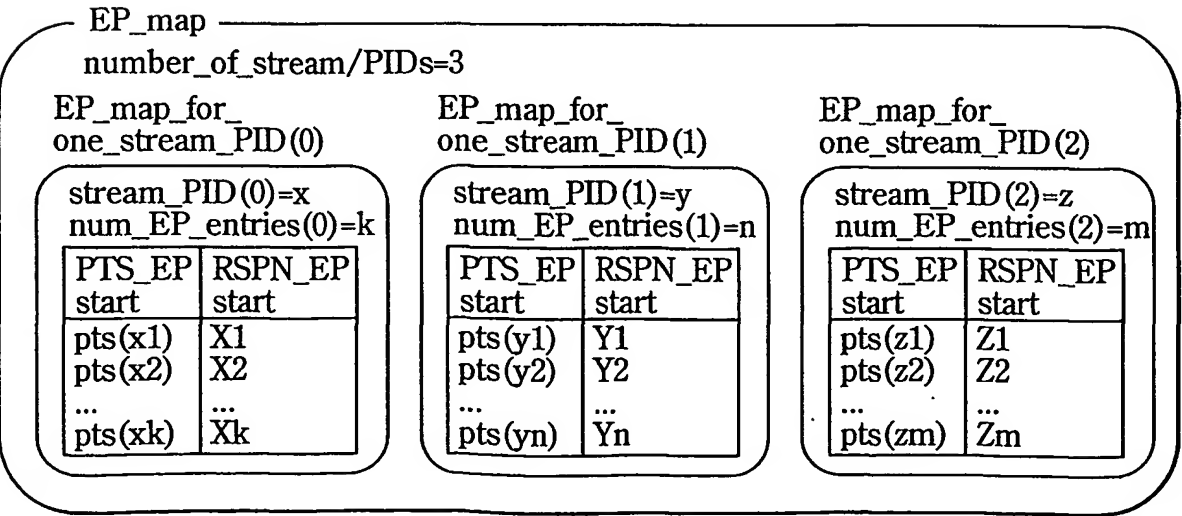 EP_map
number_of_stream/PIDs=3
EP_map_for_
one_stream_PID(0)
stream_PID(0)=x
num_EP_entries(0)=k
PTS_EP RSPN_EP
start start
pts(x1) X1
pts(x2) X2
... ...
pts(xk) Xk
EP_map_for_
one_stream_PID(1)
stream_PID(1)=y
num_EP_entries(1)=n
PTS_EP RSPN_EP
start start
pts(y1) Y1
pts(y2) Y2
... ...
pts(yn) Yn
EP_map_for_
one_stream_PID(2)
stream_PID(2)=z
num_EP_entries(2)=m
PTS_EP RSPN_EP
start start
pts(z1) Z1
pts(z2) Z2
... ...
pts(zm) Zm